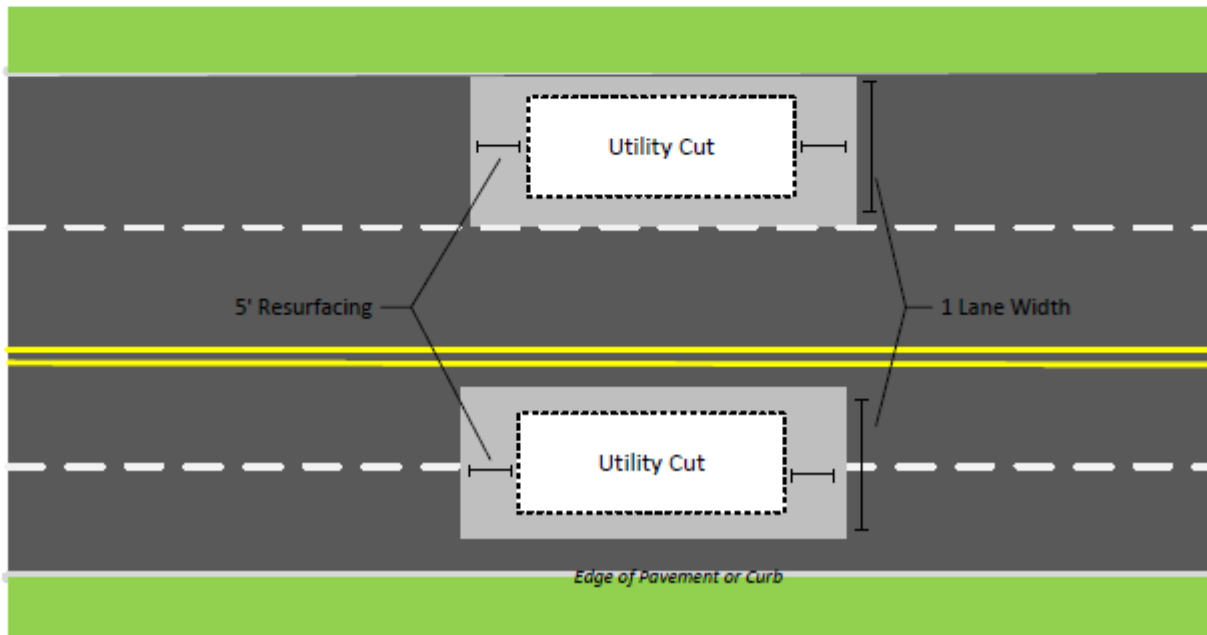 Utility Cut
5' Resurfacing
1 Lane Width
Utility Cut
Edge of Pavement or Curb